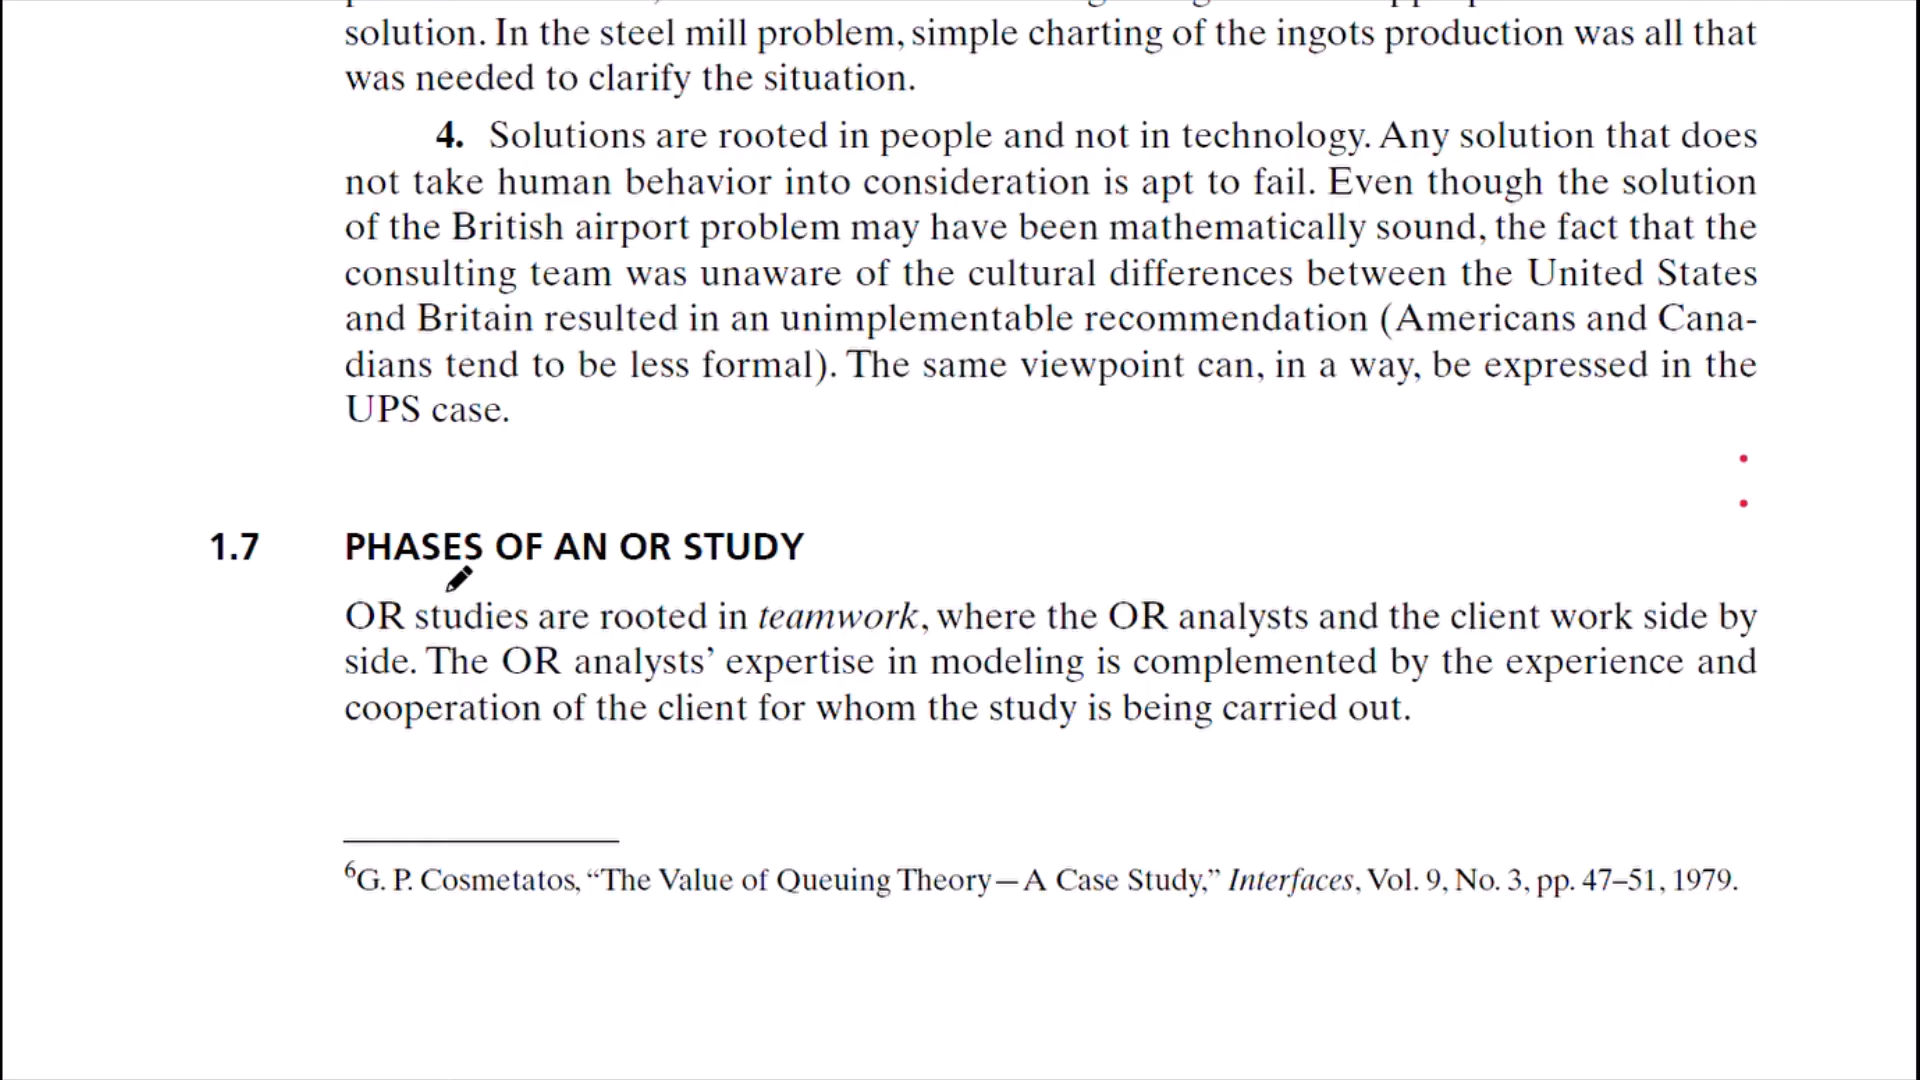 solution. In the steel mill problem, simple charting of the ingots production was all that
was needed to clarify the situation.
4. Solutions are rooted in people and not in technology. Any solution that does
not take human behavior into consideration is apt to fail. Even though the solution
of the British airport problem may have been mathematically sound, the fact that the
consulting team was unaware of the cultural differences between the United States
and Britain resulted in an unimplementable recommendation (Americans and Cana-
dians tend to be less formal). The same viewpoint can, in a way, be expressed in the
UPS case.
1.7 PHASES OF AN OR STUDY
OR studies are rooted in teamwork, where the OR analysts and the client work side by
side. The OR analysts’ expertise in modeling is complemented by the experience and
cooperation of the client for whom the study is being carried out.
⁶G. P. Cosmetatos, “The Value of Queuing Theory—A Case Study,” Interfaces, Vol. 9, No. 3, pp. 47–51, 1979.